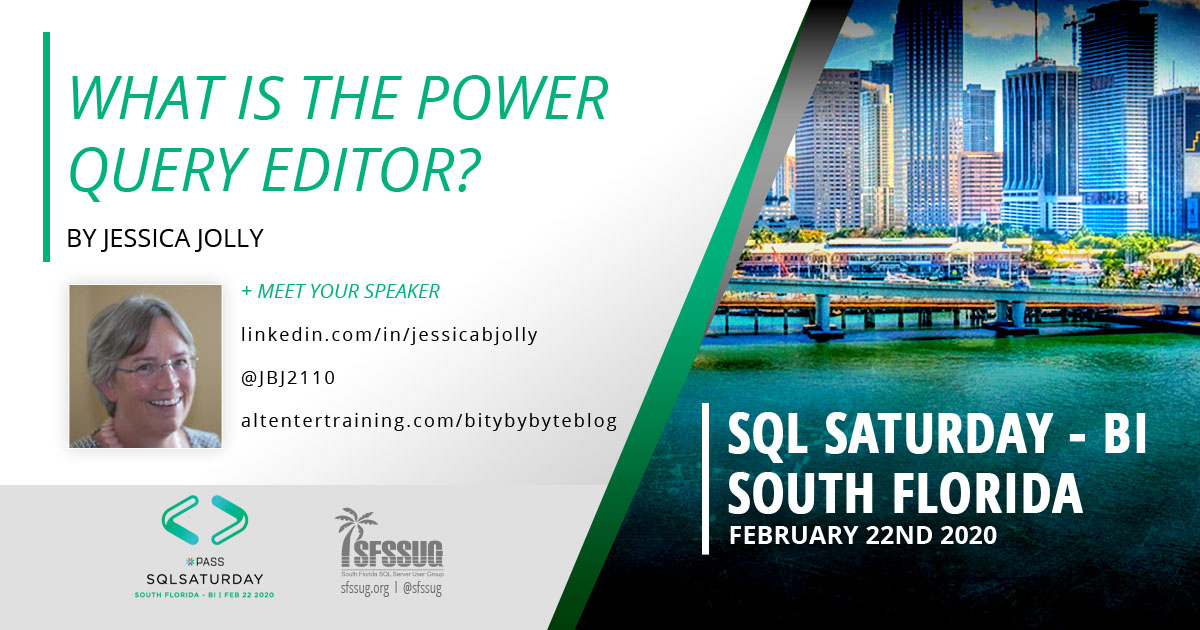 WHAT IS THE POWER
QUERY EDITOR?
BY JESSICA JOLLY
+ MEET YOUR SPEAKER
linkedin.com/in/jessicabjolly
@JBJ2110
altentertraining.com/bitybybyteblog
PASS
SQLSATURDAY
SOUTH FLORIDA - BI | FEB 22 2020
SFSSUG
South Florida SQL Server User Group
sfssug.org | @sfssug
SQL SATURDAY - BI
SOUTH FLORIDA
FEBRUARY 22ND 2020